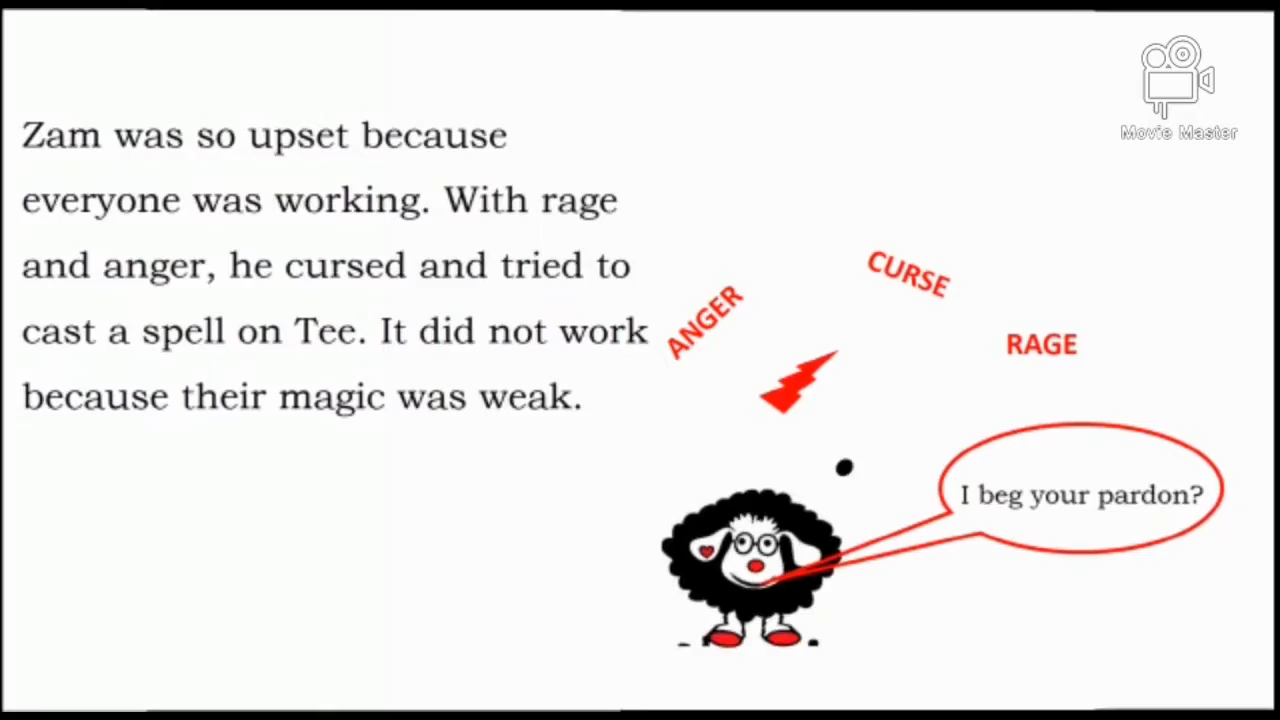 Movie Master
Zam was so upset because
everyone was working. With rage
and anger, he cursed and tried to
cast a spell on Tee. It did not work
because their magic was weak.
ANGER
CURSE
RAGE
I beg your pardon?